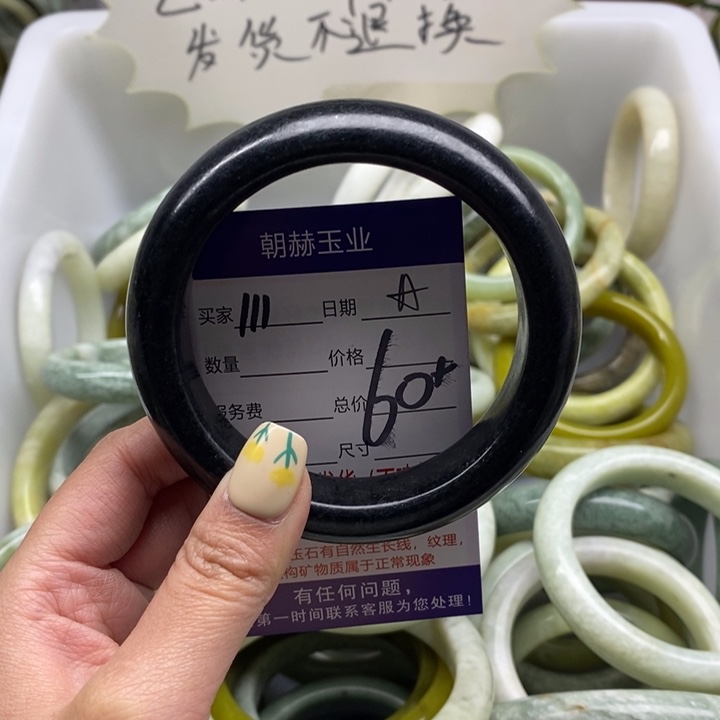 发货不退换
朝赫玉业
买家 111 日期 A
数量 价格 60+
服务费 总价
尺寸
玉石有自然生长线，纹理，
构矿物质属于正常现象
有任何问题，
第一时间联系客服为您处理！